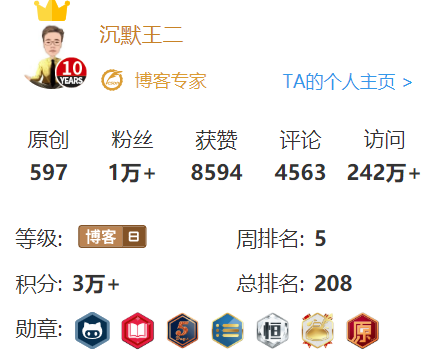 沉默王二
10
YEARS
博客专家
TA的个人主页 >
原创 粉丝 获赞 评论 访问
597 1万+ 8594 4563 242万+
等级: 博客 8 周排名: 5
积分: 3万+ 总排名: 208
勋章: 5 恒 原